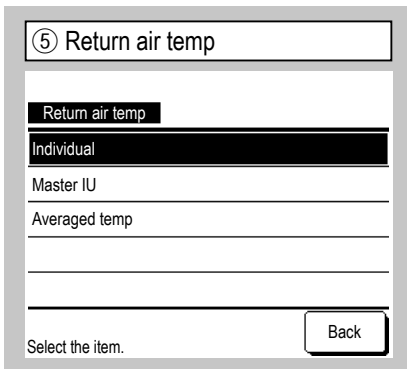 ⑤ Return air temp
Return air temp
Individual
Master IU
Averaged temp
Select the item.
Back